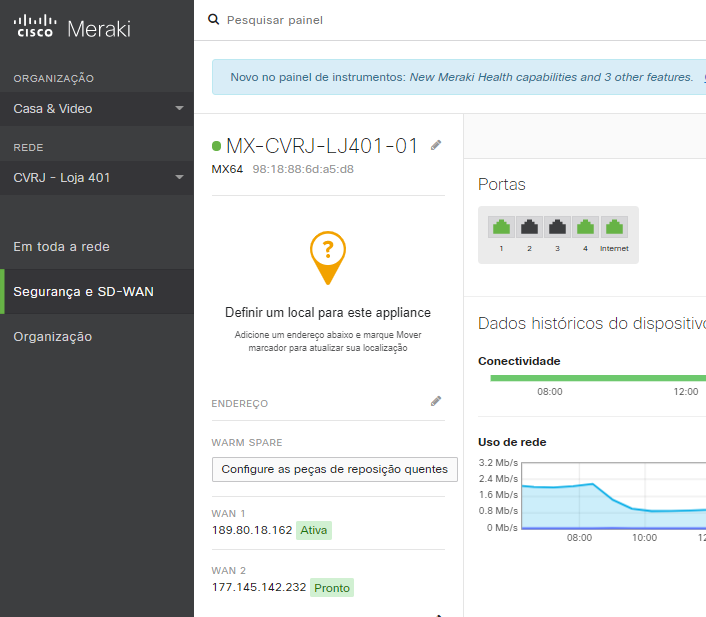 cisco Meraki
Pesquisar painel
ORGANIZAÇÃO
Casa & Video
REDE
CVRJ - Loja 401
Em toda a rede
Segurança e SD-WAN
Organização
Novo no painel de instrumentos: New Meraki Health capabilities and 3 other features.
MX-CVRJ-LJ401-01
MX64 98:18:88:6d:a5:d8
?
Definir um local para este appliance
Adicione um endereço abaixo e marque Mover
marcador para atualizar sua localização
ENDEREÇO
WARM SPARE
Configure as peças de reposição quentes
WAN 1
189.80.18.162 Ativa
WAN 2
177.145.142.232 Pronto
Portas
1 2 3 4 Internet
Dados históricos do dispositivo
Conectividade
08:00 12:00
Uso de rede
3.2 Mb/s
2.4 Mb/s
1.6 Mb/s
0.8 Mb/s
0 Mb/s
08:00 10:00 12